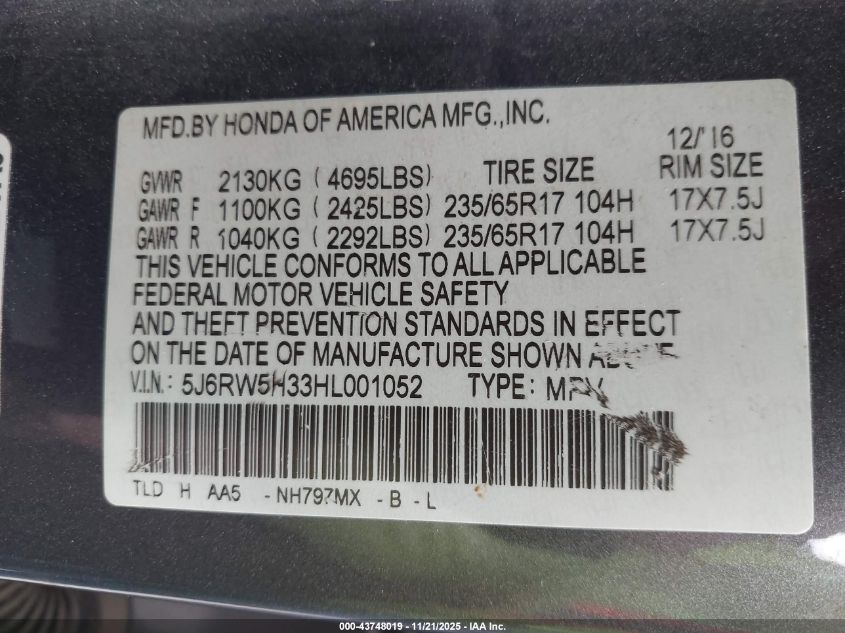 MFD.BY HONDA OF AMERICA MFG.,INC.
12/'16
GVWR 2130KG (4695LBS) TIRE SIZE RIM SIZE
GAWR F 1100KG (2425LBS) 235/65R17 104H 17X7.5J
GAWR R 1040KG (2292LBS) 235/65R17 104H 17X7.5J
THIS VEHICLE CONFORMS TO ALL APPLICABLE
FEDERAL MOTOR VEHICLE SAFETY
AND THEFT PREVENTION STANDARDS IN EFFECT
ON THE DATE OF MANUFACTURE SHOWN
V.I.N.: 5J6RW5H33HL001052 TYPE: MPV
TLD H AA5 - NH797MX - B - L
000-43748019 - 11/21/2025 - IAA Inc.